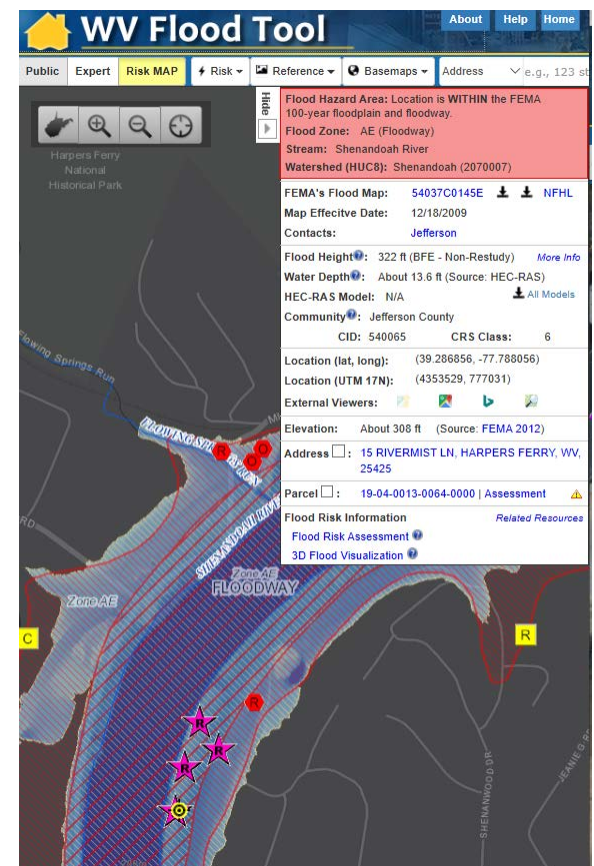 WV Flood Tool
About Help Home
Public Expert Risk MAP Risk Reference Basemaps Address e.g., 123 st
Hide
Flood Hazard Area: Location is WITHIN the FEMA
100-year floodplain and floodway.
Flood Zone: AE (Floodway)
Stream: Shenandoah River
Watershed (HUC8): Shenandoah (2070007)
FEMA's Flood Map: 54037C0145E NFHL
Map Effecitve Date: 12/18/2009
Contacts: Jefferson
Flood Height: 322 ft (BFE - Non-Restudy) More Info
Water Depth: About 13.6 ft (Source: HEC-RAS)
HEC-RAS Model: N/A All Models
Community: Jefferson County
CID: 540065 CRS Class: 6
Location (lat, long): (39.286856, -77.788056)
Location (UTM 17N): (4353529, 777031)
External Viewers:
Elevation: About 308 ft (Source: FEMA 2012)
Address : 15 RIVERMIST LN, HARPERS FERRY, WV,
25425
Parcel : 19-04-0013-0064-0000 | Assessment
Flood Risk Information Related Resources
Flood Risk Assessment
3D Flood Visualization
Harpers Ferry
National
Historical Park
Flowing Springs Run
R
O
O
SHENANDOAH
RD
Zone AE
FLOODWAY
Zone AE
C
R
R
R
R
R
SHENANWOOD DR